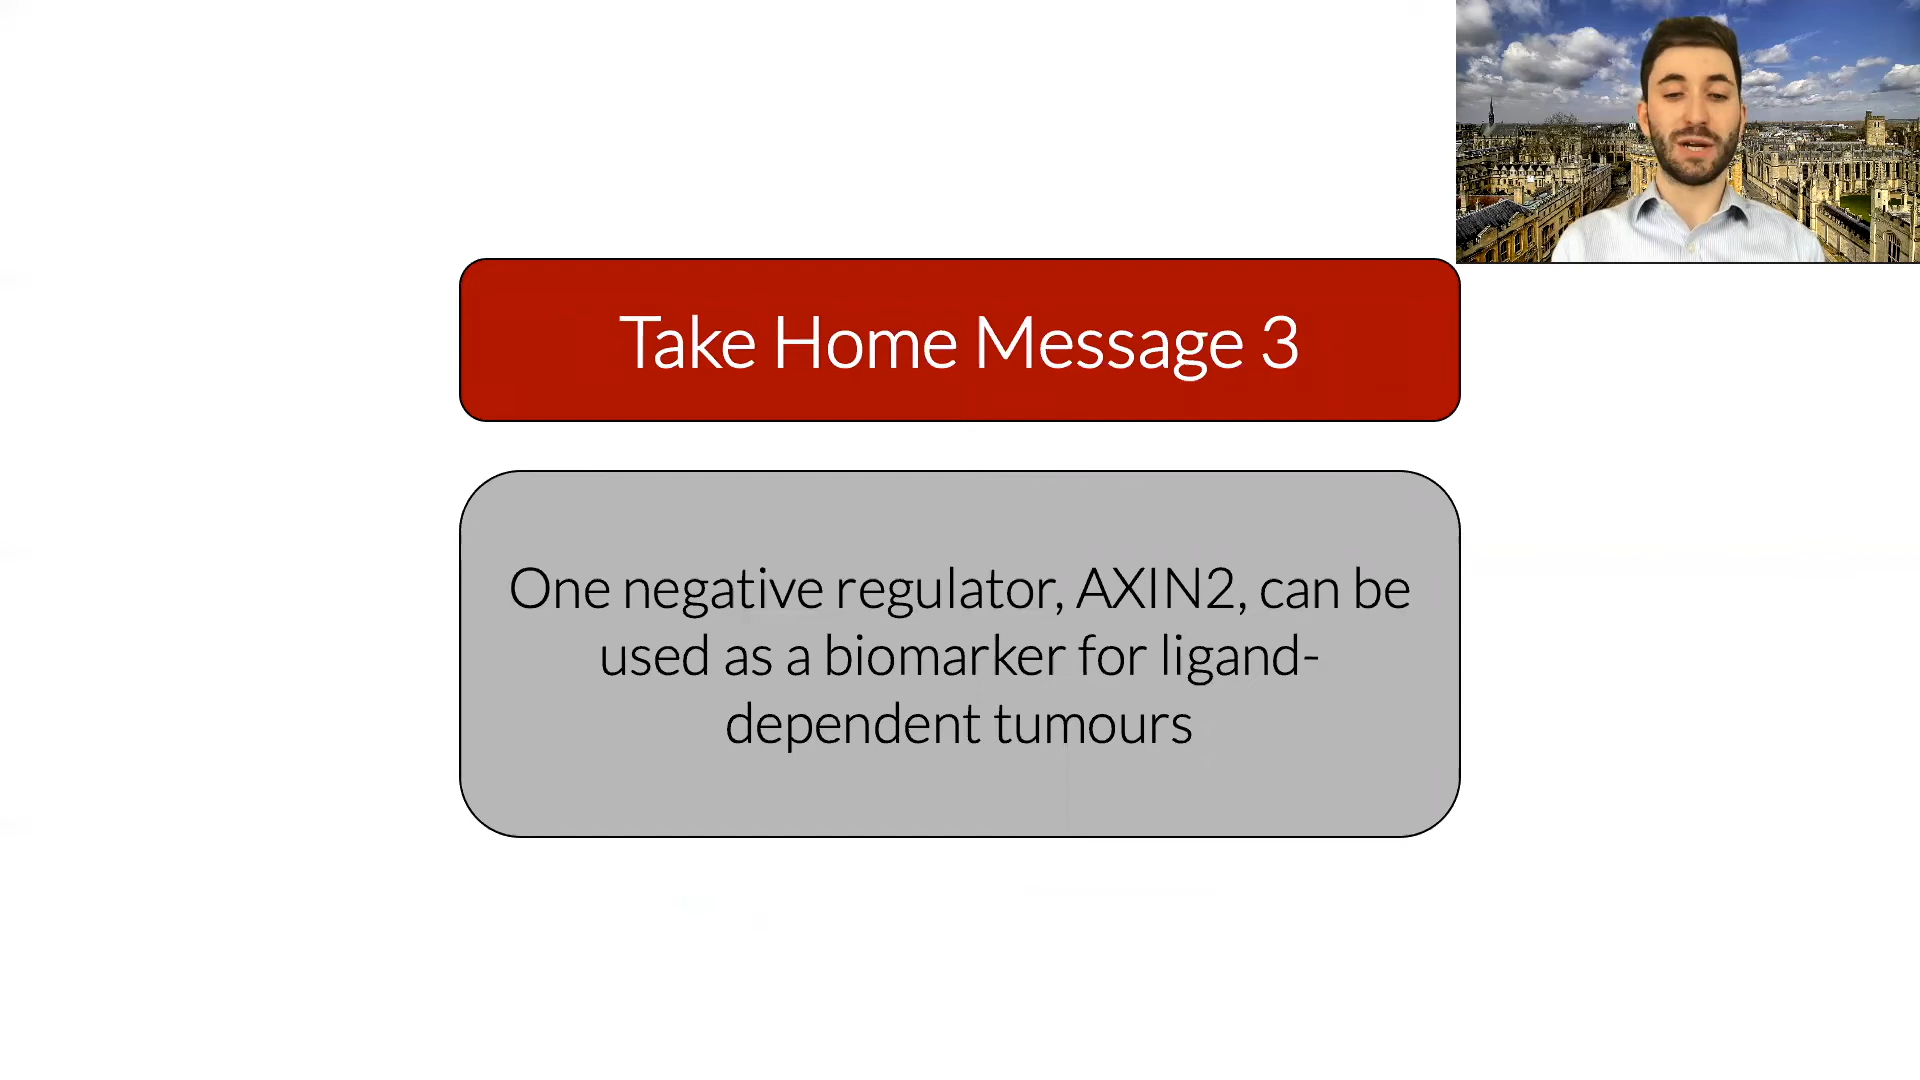 Take Home Message 3
One negative regulator, AXIN2, can be
used as a biomarker for ligand-
dependent tumours